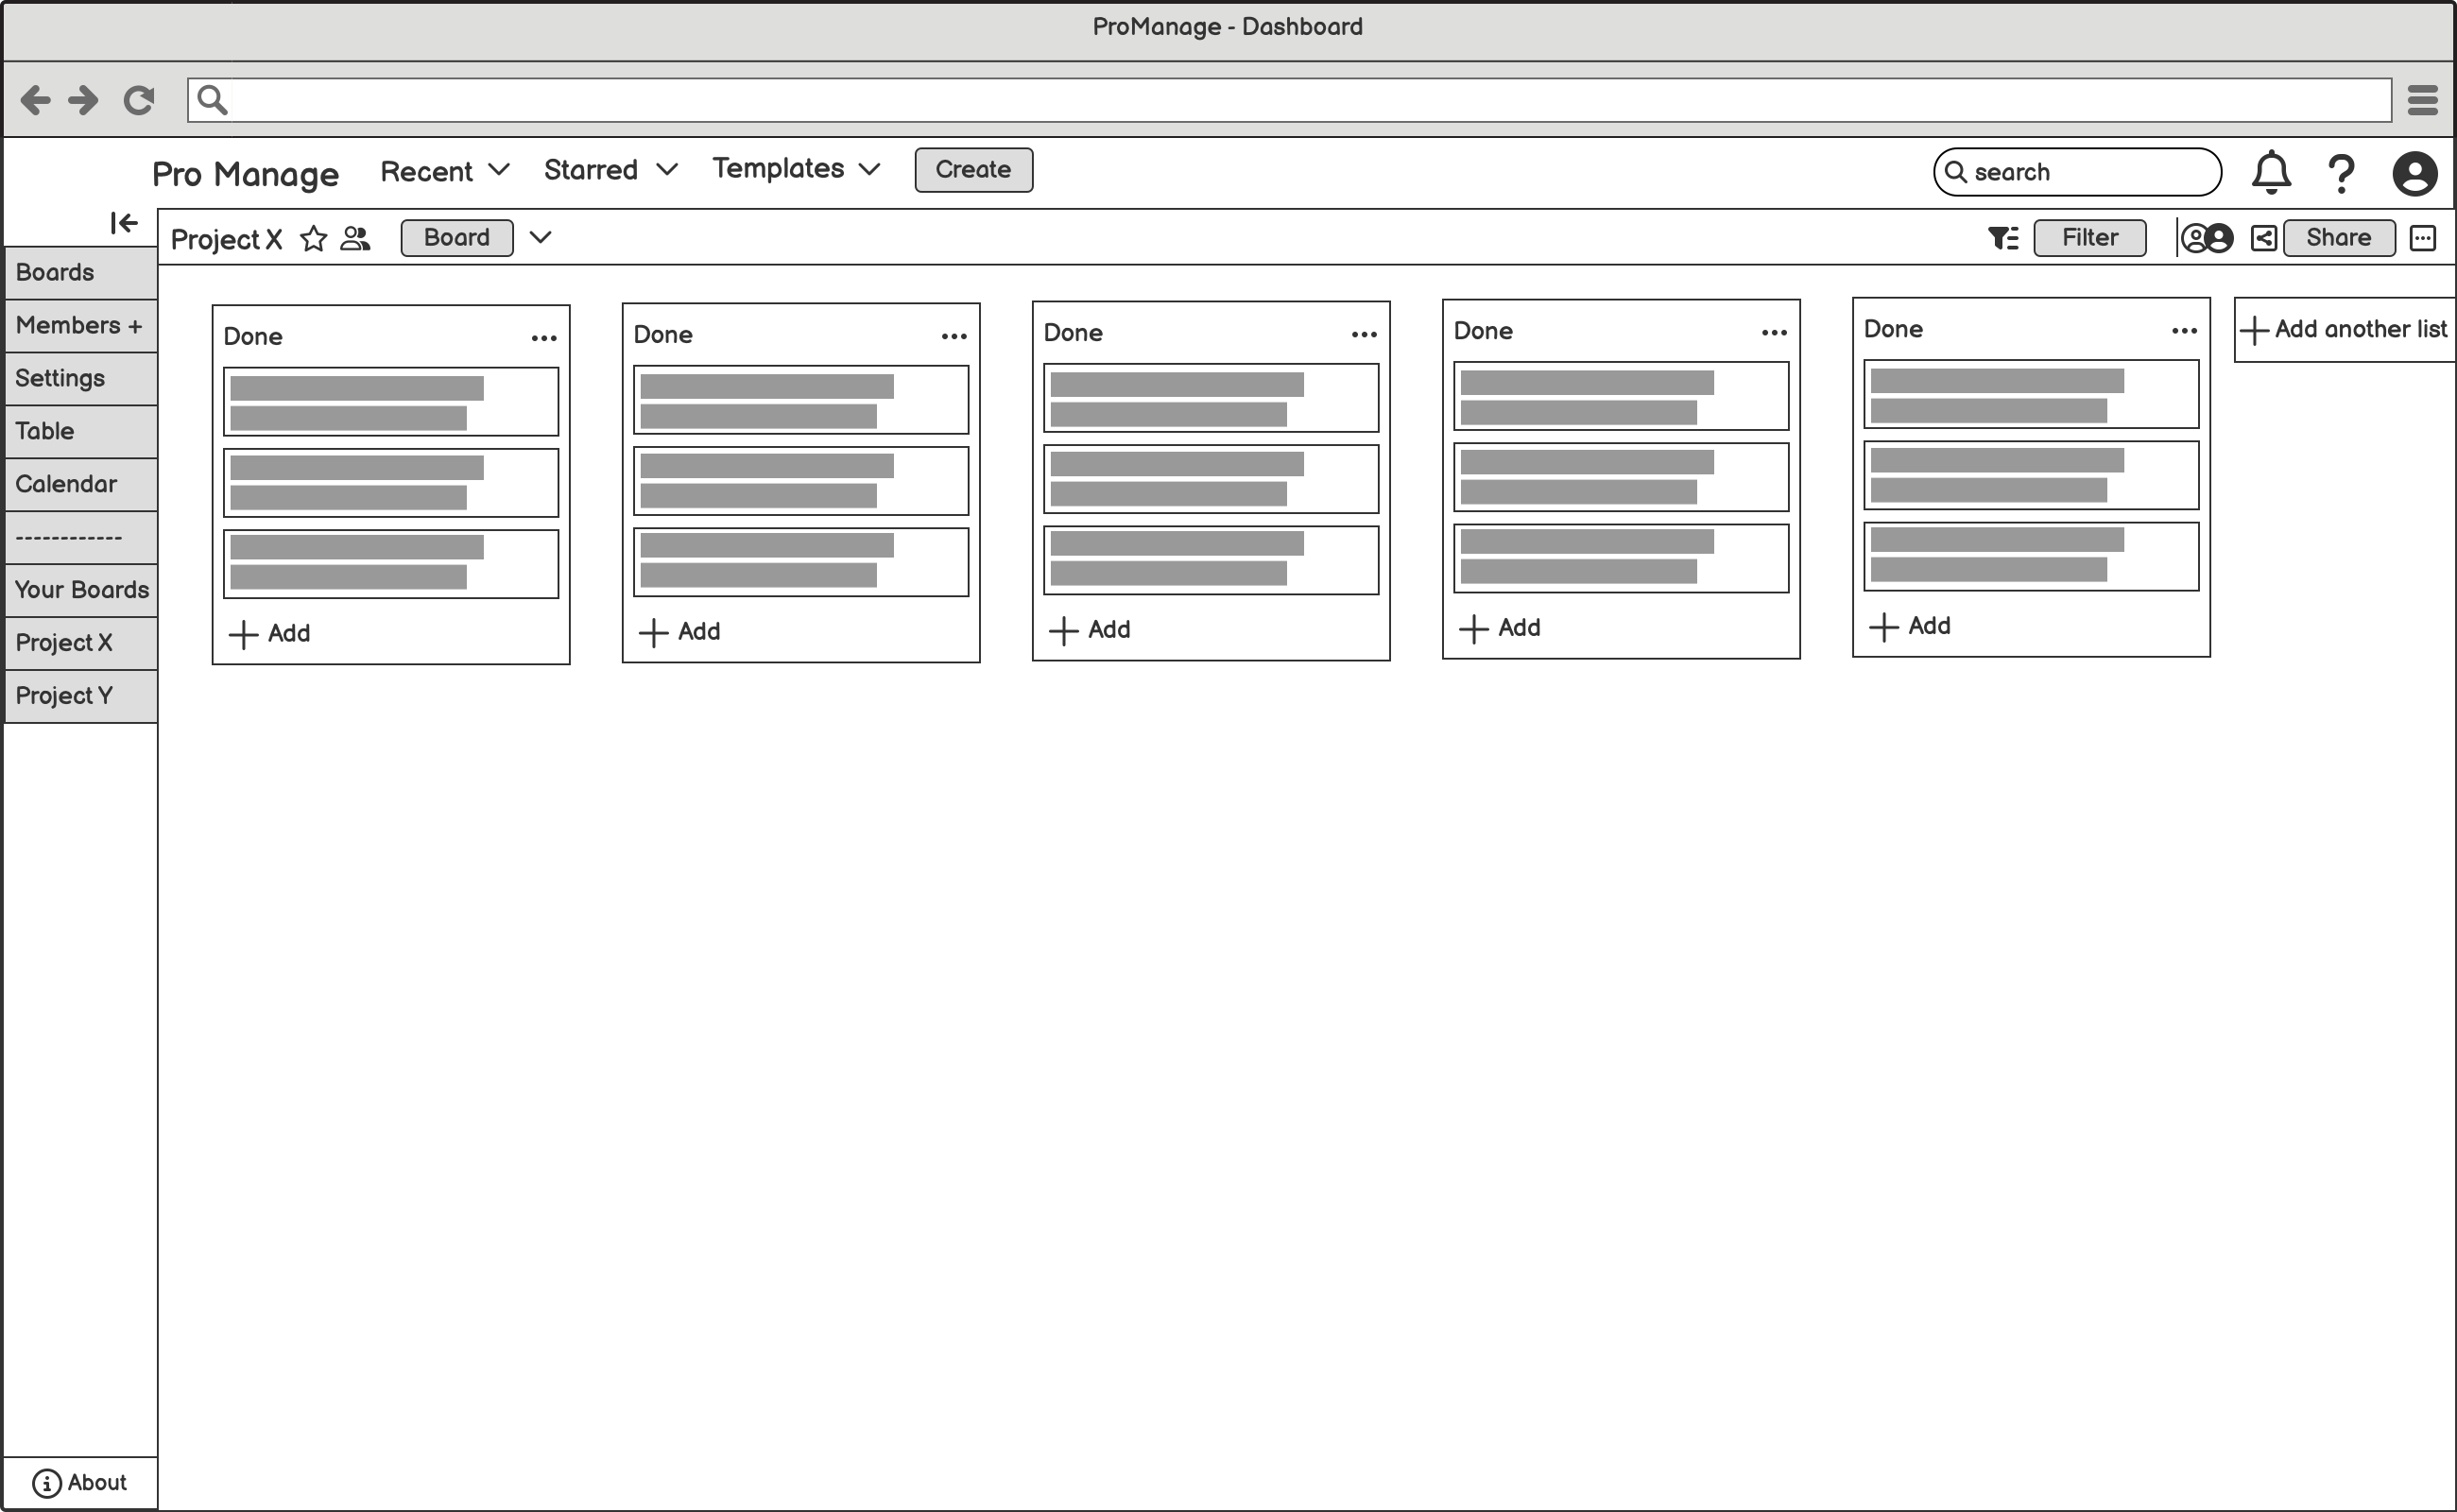 ProManage - Dashboard
Pro Manage Recent Starred Templates Create search
Project X Board Filter Share
Boards
Members +
Settings
Table
Calendar
------------
Your Boards
Project X
Project Y
About
Done
Add
Done
Add
Done
Add
Done
Add
Done
Add
Add another list